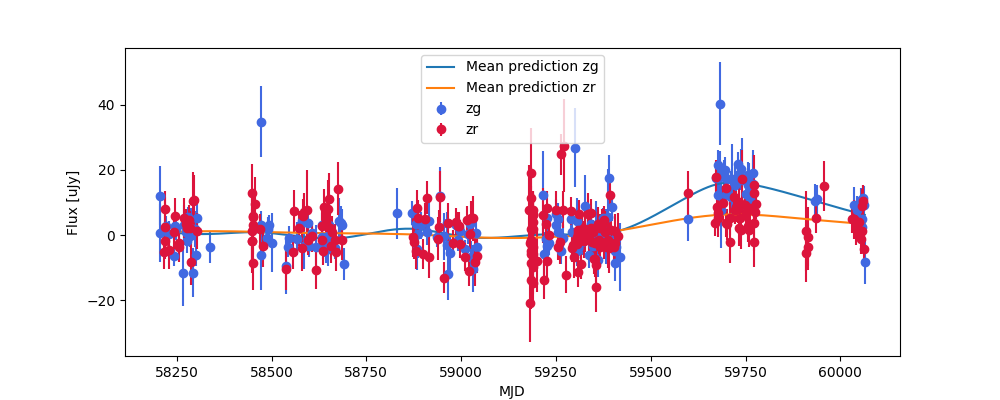 Mean prediction zg
Mean prediction zr
zg
zr
Flux [uJy]
40
20
0
−20
58250 58500 58750 59000 59250 59500 59750 60000
MJD